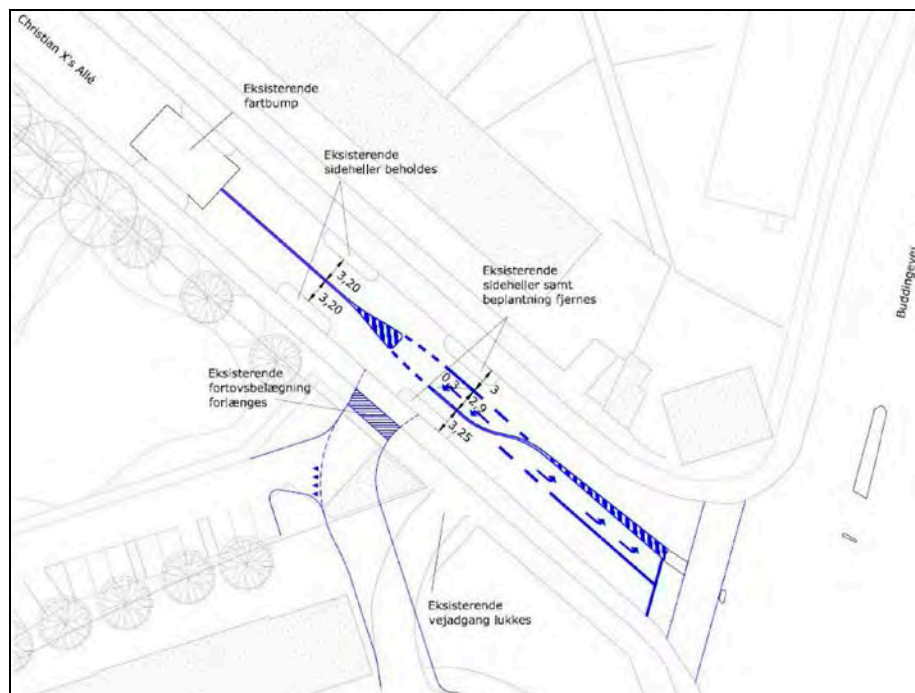 Christian X's Allé
Eksisterende
fartbump
Eksisterende
sideheller beholdes
3,20
3,20
Eksisterende
sideheller samt
beplantning fjernes
Buddingevej
Eksisterende
fortovsbelægning
forlænges
0,3
3
2,9
3,25
Eksisterende
vejadgang lukkes